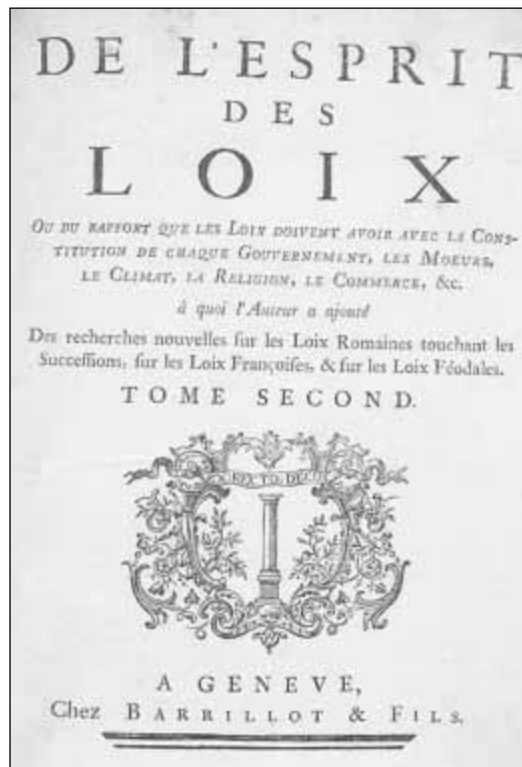 DE L'ESPRIT
DES
LOIX
OU DU RAPPORT QUE LES LOIX DOIVENT AVOIR AVEC LA CONS-
TITUTION DE CHAQUE GOUVERNEMENT, LES MOEURS,
LE CLIMAT, LA RELIGION, LE COMMERCE, &c.
à quoi l'Auteur a ajouté
Des recherches nouvelles sur les Loix Romaines touchant les
Successions, sur les Loix Françoises, & sur les Loix Féodales.
TOME SECOND.
A GENEVE,
Chez BARRILLOT & FILS.